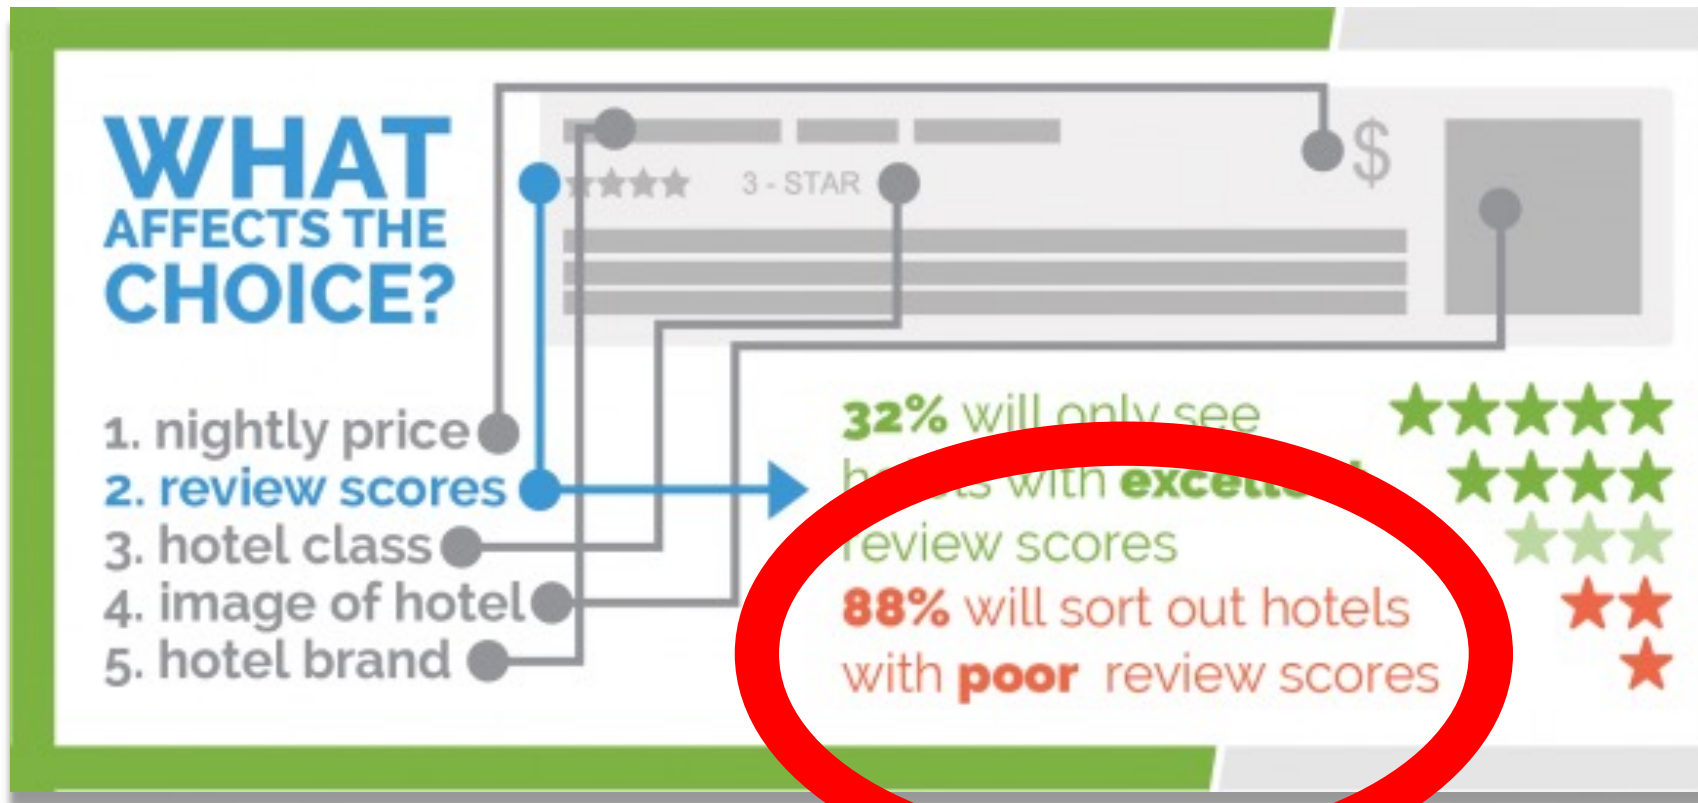 WHAT
AFFECTS THE
CHOICE?
3 - STAR
$
1. nightly price
2. review scores
3. hotel class
4. image of hotel
5. hotel brand
32% will only see
with
review scores
88% will sort out hotels
with poor review scores